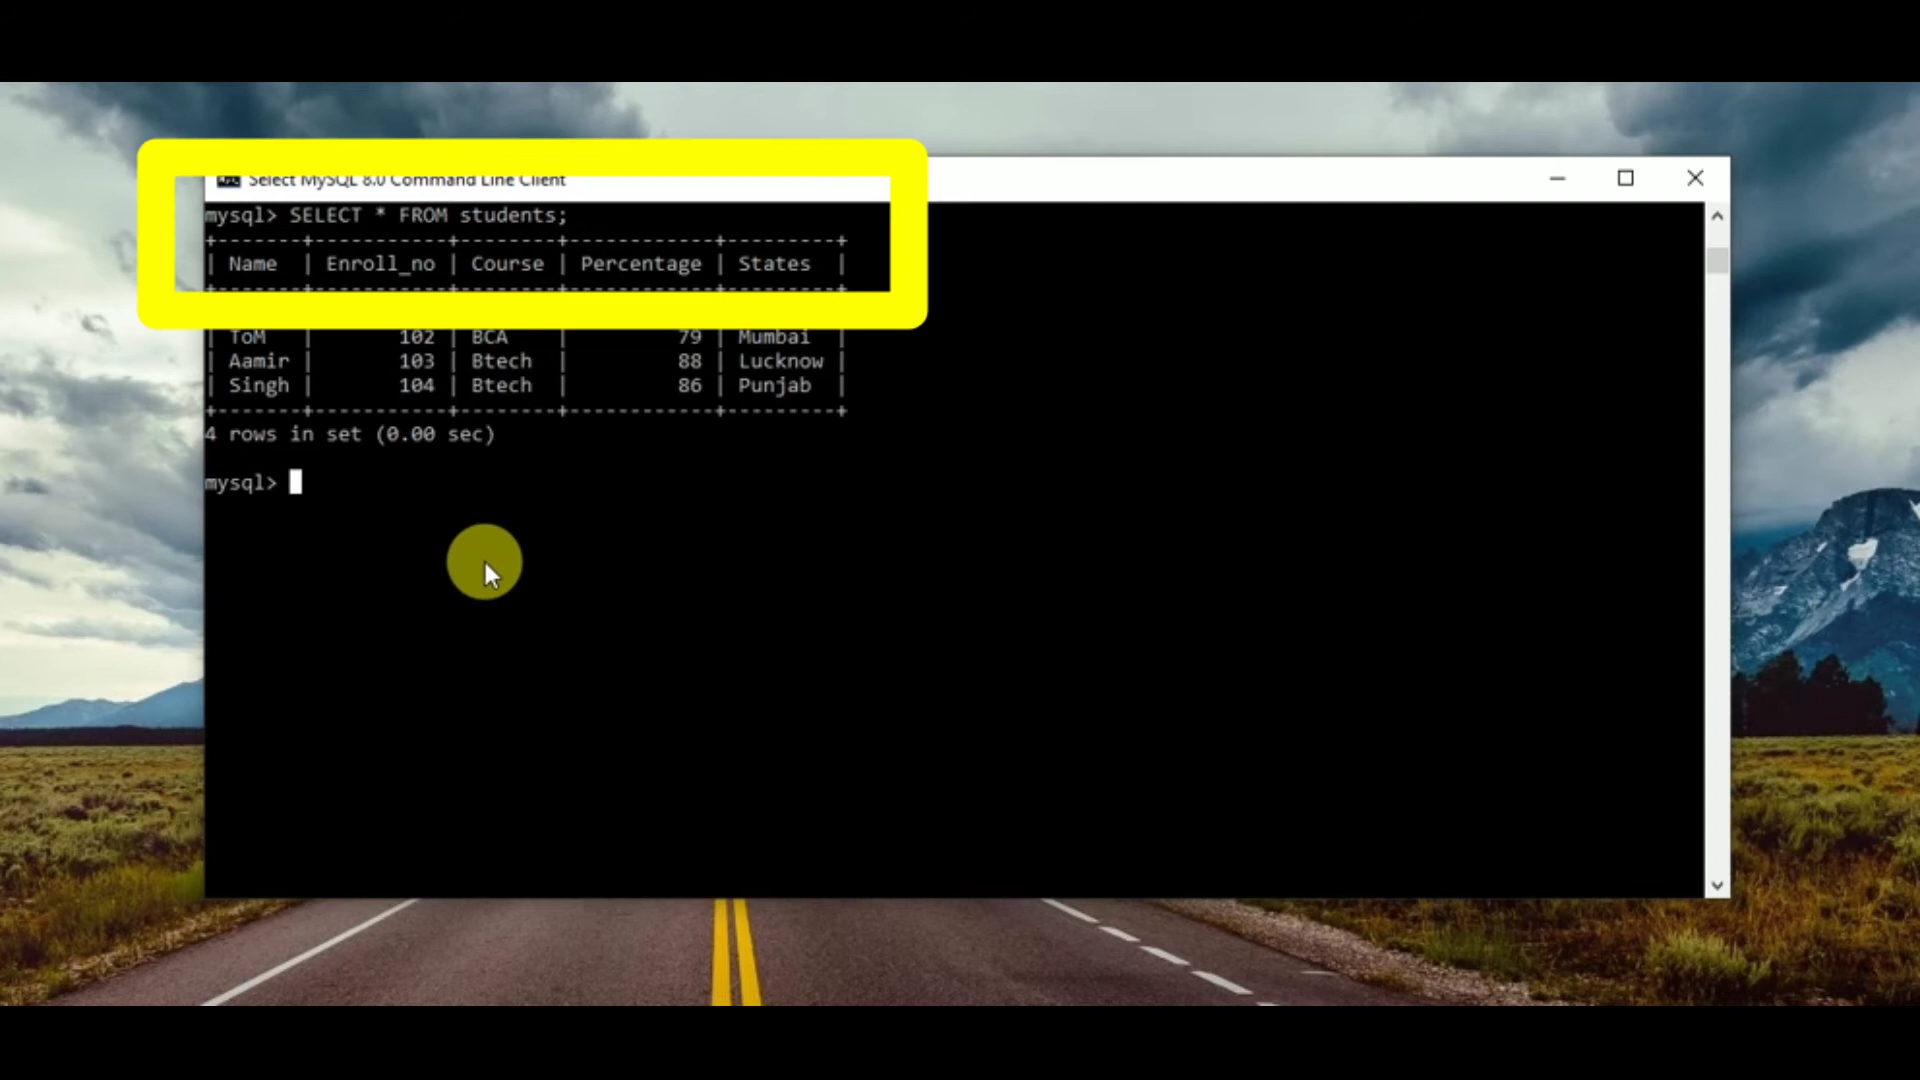 Select MySQL 8.0 Command Line Client
mysql> SELECT * FROM students;
+-------+-----------+--------+------------+---------+
| Name | Enroll_no | Course | Percentage | States |
+-------+-----------+--------+------------+---------+
| ToM | 102 | BCA | 79 | Mumbai |
| Aamir | 103 | Btech | 88 | Lucknow |
| Singh | 104 | Btech | 86 | Punjab |
+-------+-----------+--------+------------+---------+
4 rows in set (0.00 sec)
mysql>